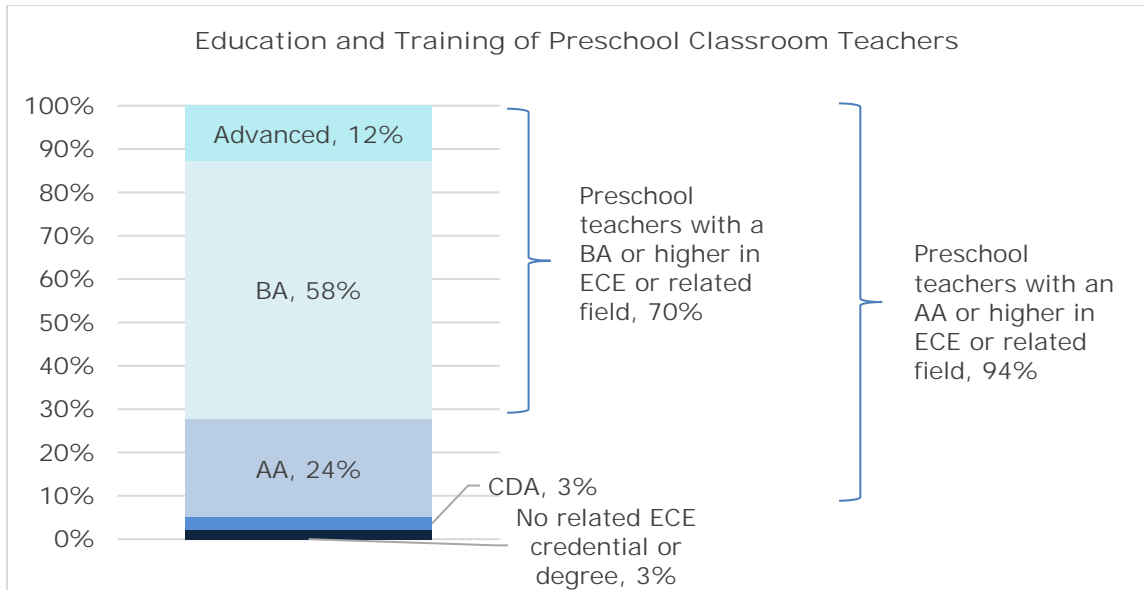 Education and Training of Preschool Classroom Teachers
100%
90%
80%
70%
60%
50%
40%
30%
20%
10%
0%
Advanced, 12%
BA, 58%
AA, 24%
CDA, 3%
No related ECE
credential or
degree, 3%
Preschool
teachers with a
BA or higher in
ECE or related
field, 70%
Preschool
teachers with an
AA or higher in
ECE or related
field, 94%